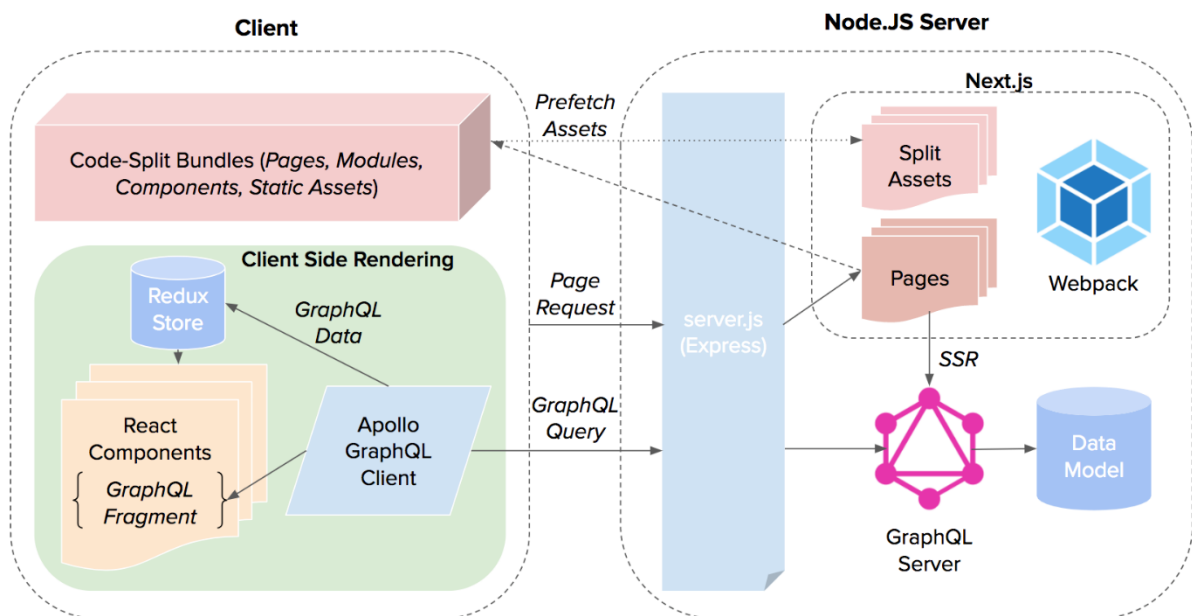 Client
Node.JS Server
Code-Split Bundles (Pages, Modules,
Components, Static Assets)
Prefetch
Assets
Next.js
Split
Assets
Pages
Webpack
Client Side Rendering
Redux
Store
GraphQL
Data
Page
Request
server.js
(Express)
SSR
React
Components
{ GraphQL
Fragment }
Apollo
GraphQL
Client
GraphQL
Query
GraphQL
Server
Data
Model